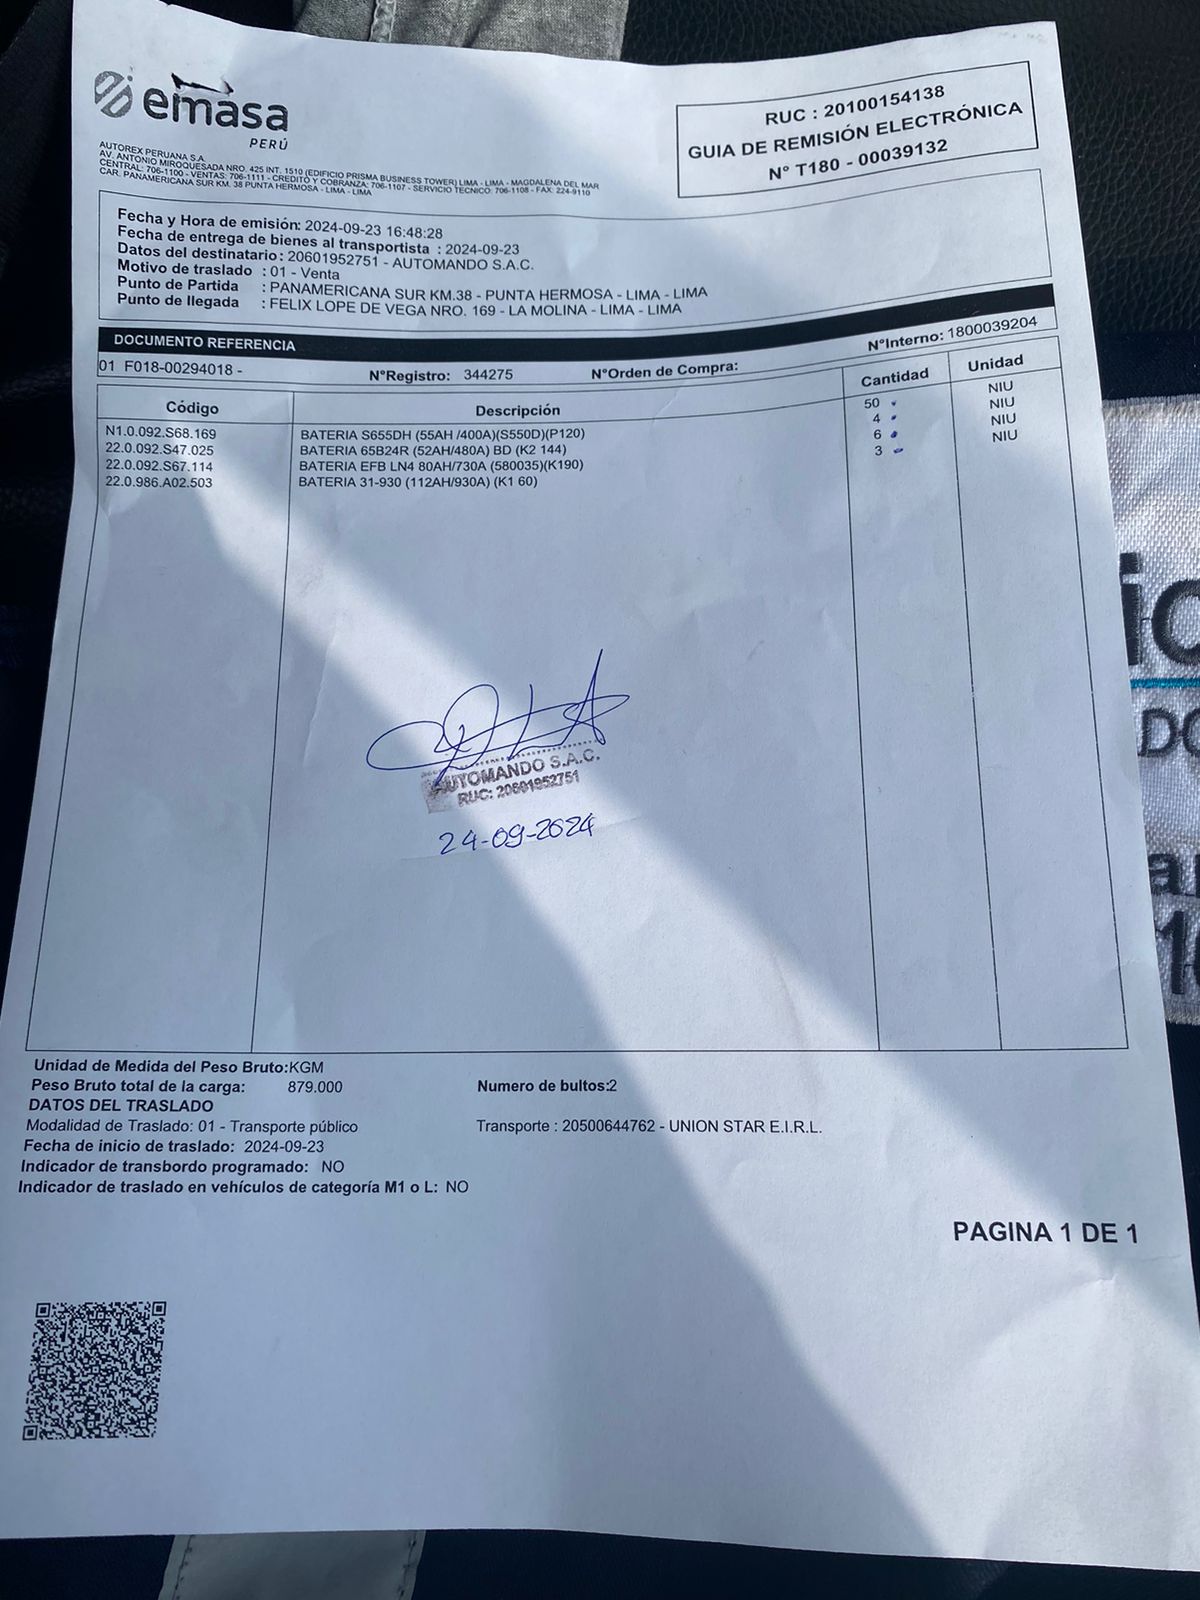 emasa
PERÚ
AUTOREX PERUANA S.A.
AV. ANTONIO MIROQUESADA NRO. 425 INT. 1510 (EDIFICIO PRISMA BUSINESS TOWER) LIMA - LIMA - MAGDALENA DEL MAR
CENTRAL: 706-1100 - VENTAS: 706-1111 - CREDITO Y COBRANZA: 706-1107 - SERVICIO TECNICO: 706-1108 - FAX: 224-9110
CAR. PANAMERICANA SUR KM. 38 PUNTA HERMOSA - LIMA - LIMA
RUC : 20100154138
GUIA DE REMISIÓN ELECTRÓNICA
N° T180 - 00039132
Fecha y Hora de emisión: 2024-09-23 16:48:28
Fecha de entrega de bienes al transportista : 2024-09-23
Datos del destinatario : 20601952751 - AUTOMANDO S.A.C.
Motivo de traslado : 01 - Venta
Punto de Partida : PANAMERICANA SUR KM.38 - PUNTA HERMOSA - LIMA - LIMA
Punto de llegada : FELIX LOPE DE VEGA NRO. 169 - LA MOLINA - LIMA - LIMA
DOCUMENTO REFERENCIA N°Interno: 1800039204
01 F018-00294018 - N°Registro: 344275 N°Orden de Compra:
Código Descripción Cantidad Unidad
N1.0.092.S68.169 BATERIA S655DH (55AH /400A)(S550D)(P120) 50 NIU
22.0.092.S47.025 BATERIA 65B24R (52AH/480A) BD (K2 144) 4 NIU
22.0.092.S67.114 BATERIA EFB LN4 80AH/730A (580035)(K190) 6 NIU
22.0.986.A02.503 BATERIA 31-930 (112AH/930A) (K1 60) 3 NIU
AUTOMANDO S.A.C.
RUC: 20601952751
24-09-2024
Unidad de Medida del Peso Bruto:KGM
Peso Bruto total de la carga: 879.000 Numero de bultos:2
DATOS DEL TRASLADO
Modalidad de Traslado: 01 - Transporte público Transporte : 20500644762 - UNION STAR E.I.R.L.
Fecha de inicio de traslado: 2024-09-23
Indicador de transbordo programado: NO
Indicador de traslado en vehículos de categoría M1 o L: NO
PAGINA 1 DE 1